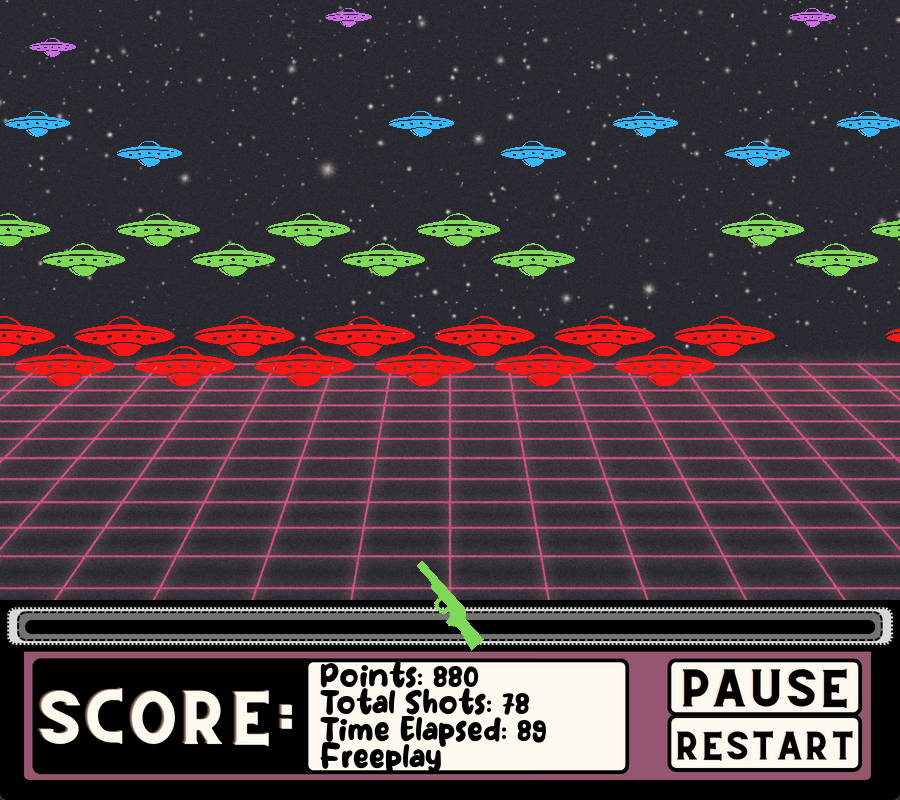 SCORE:
Points: 880
Total Shots: 78
Time Elapsed: 89
Freeplay
PAUSE
RESTART